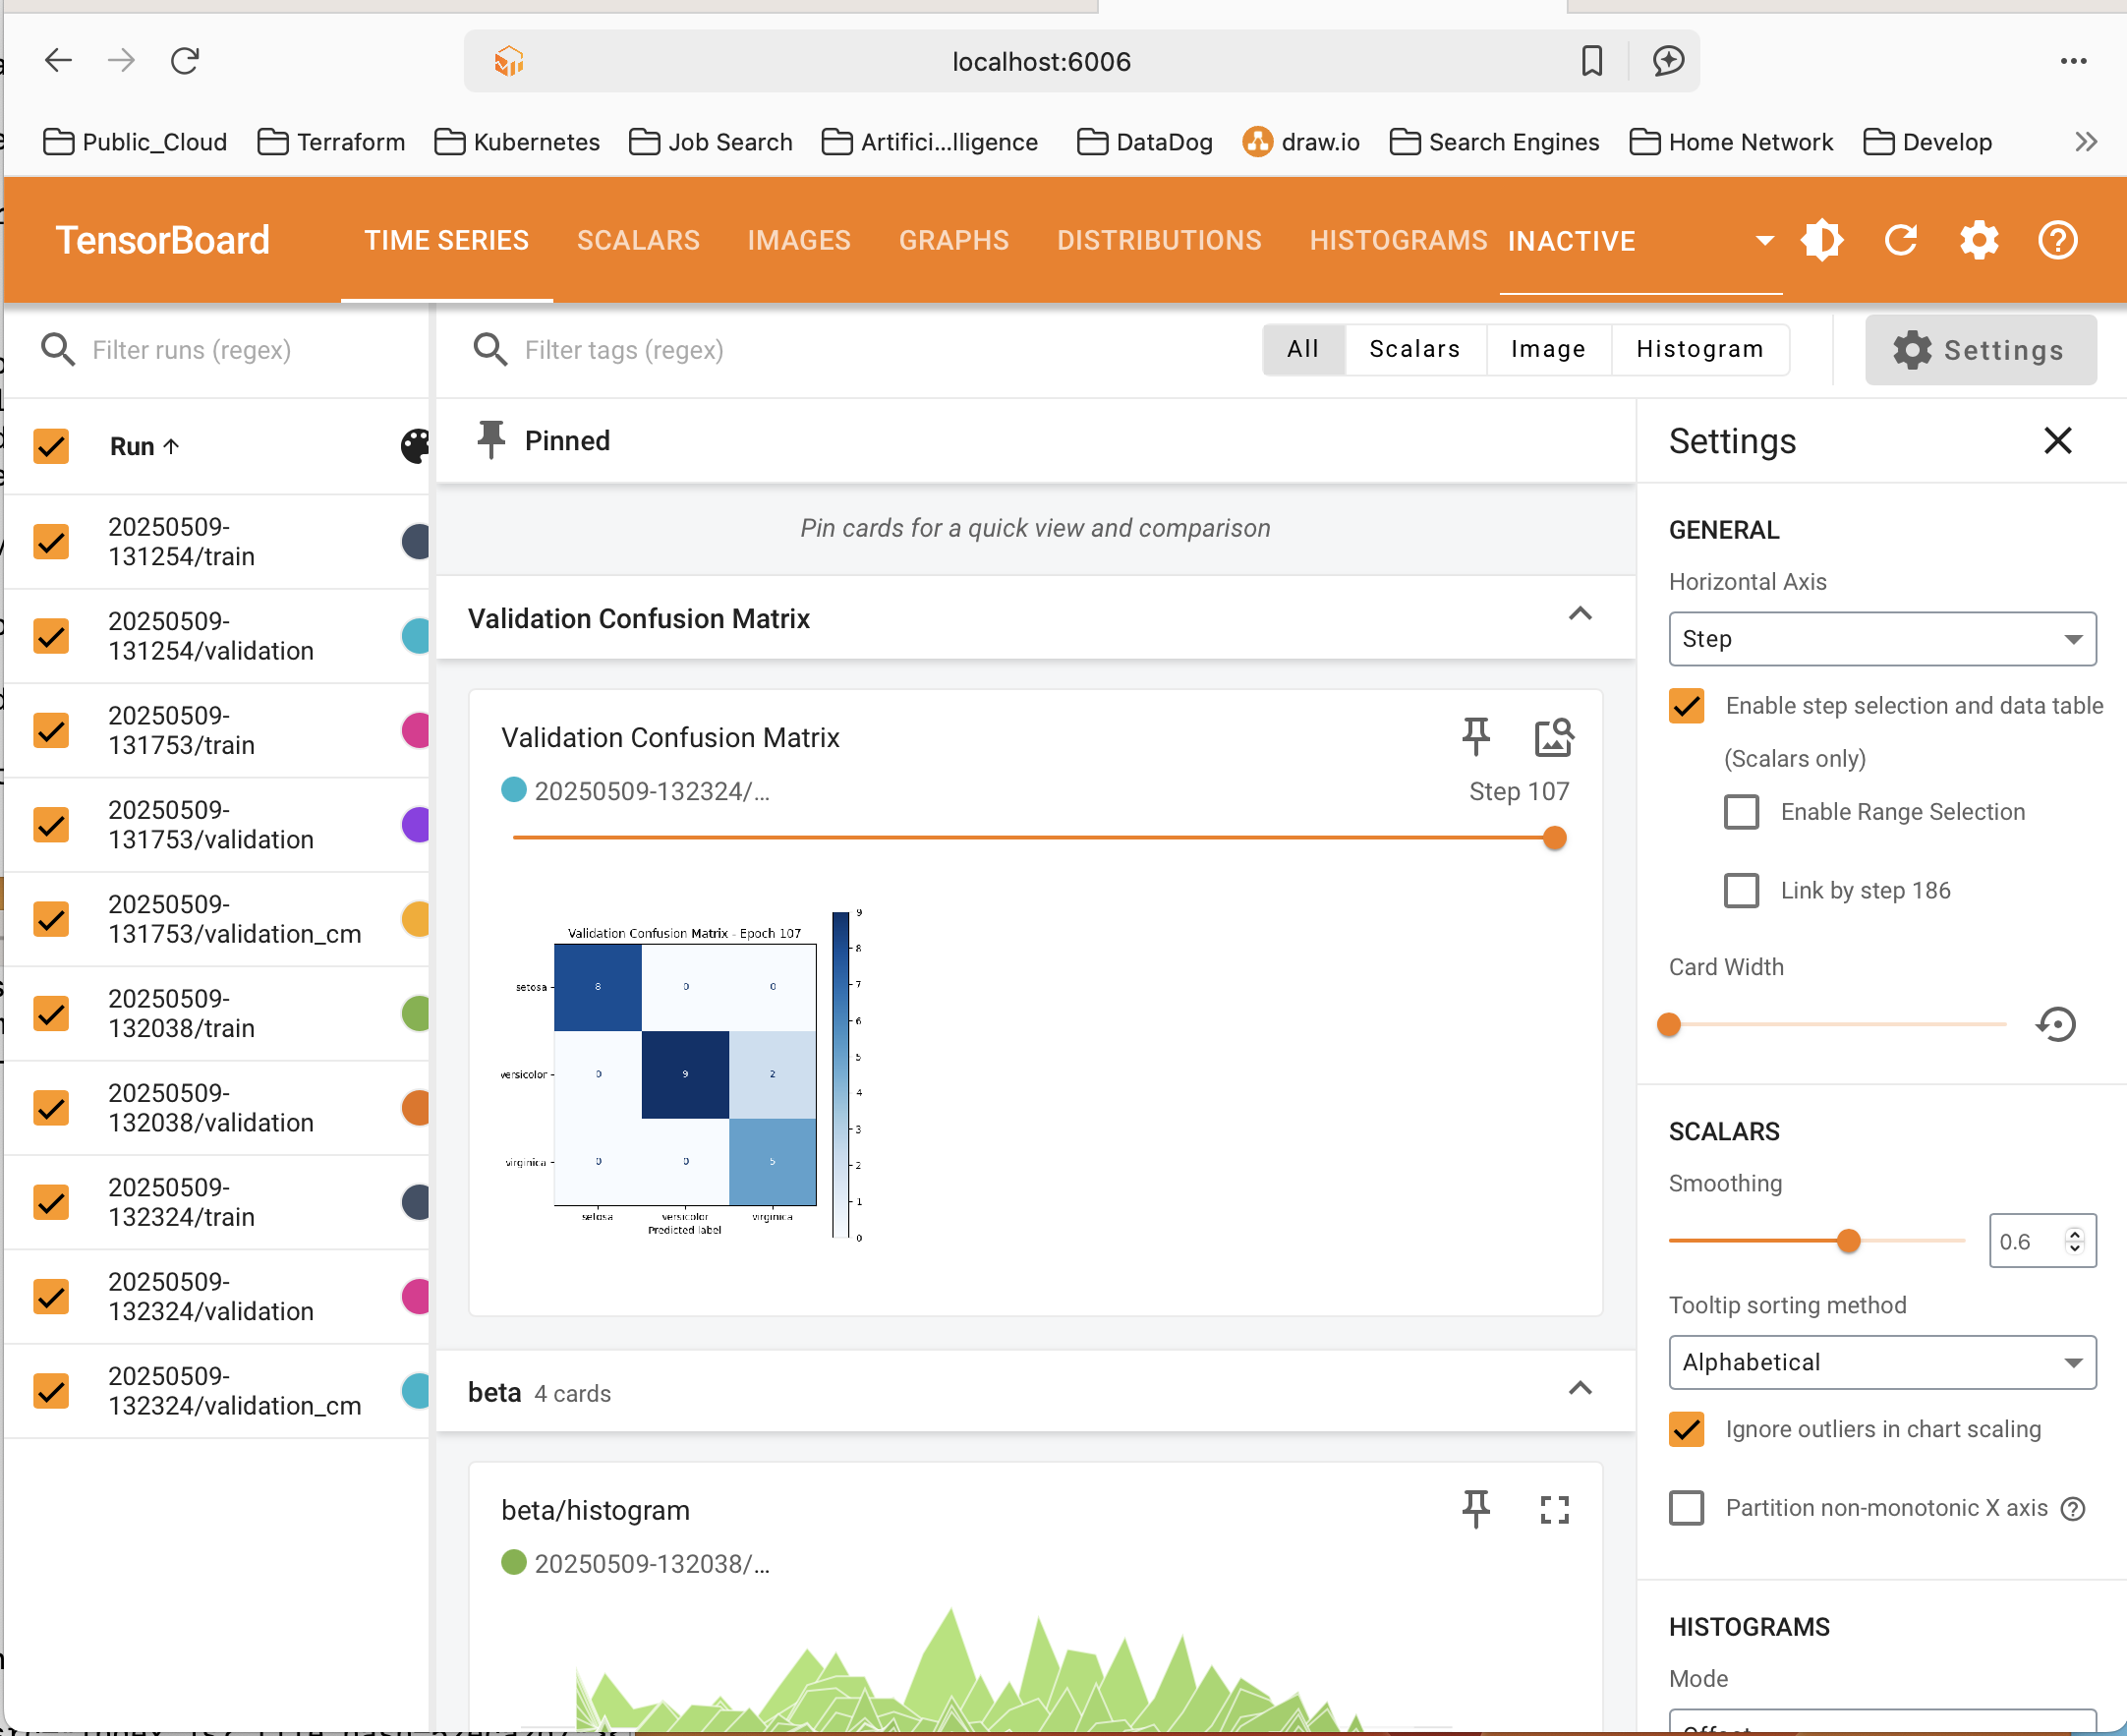 localhost:6006
Public_Cloud Terraform Kubernetes Job Search Artifici...lligence DataDog draw.io Search Engines Home Network Develop
TensorBoard TIME SERIES SCALARS IMAGES GRAPHS DISTRIBUTIONS HISTOGRAMS INACTIVE
Filter runs (regex)
Run
20250509-
131254/train
20250509-
131254/validation
20250509-
131753/train
20250509-
131753/validation
20250509-
131753/validation_cm
20250509-
132038/train
20250509-
132038/validation
20250509-
132324/train
20250509-
132324/validation
20250509-
132324/validation_cm
Filter tags (regex)
All Scalars Image Histogram
Settings
Pinned
Pin cards for a quick view and comparison
Validation Confusion Matrix
Validation Confusion Matrix
20250509-132324/... Step 107
Validation Confusion Matrix - Epoch 107
setosa 8 0 0
versicolor 0 9 2
virginica 0 0 5
setosa versicolor virginica
Predicted label
9
8
7
6
5
4
3
2
1
0
beta 4 cards
beta/histogram
20250509-132038/...
Settings
GENERAL
Horizontal Axis
Step
Enable step selection and data table
(Scalars only)
Enable Range Selection
Link by step 186
Card Width
SCALARS
Smoothing
0.6
Tooltip sorting method
Alphabetical
Ignore outliers in chart scaling
Partition non-monotonic X axis
HISTOGRAMS
Mode
Offset